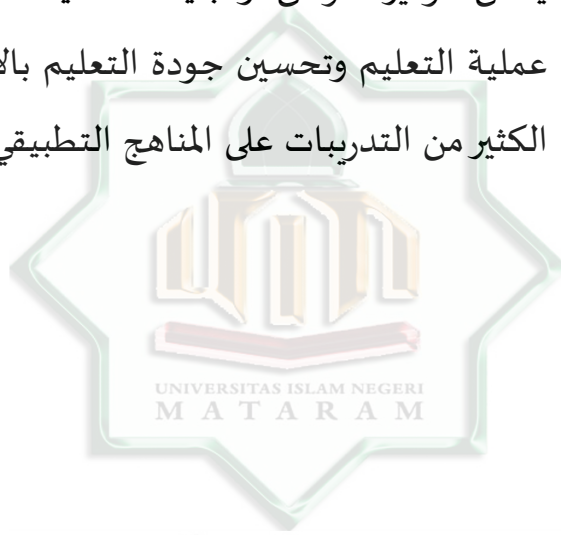 عملية التعليم وتحسين جودة التعليم
الكثير من التدريبات على المناهج
UNIVERSITAS ISLAM NEGERI
MATARAM